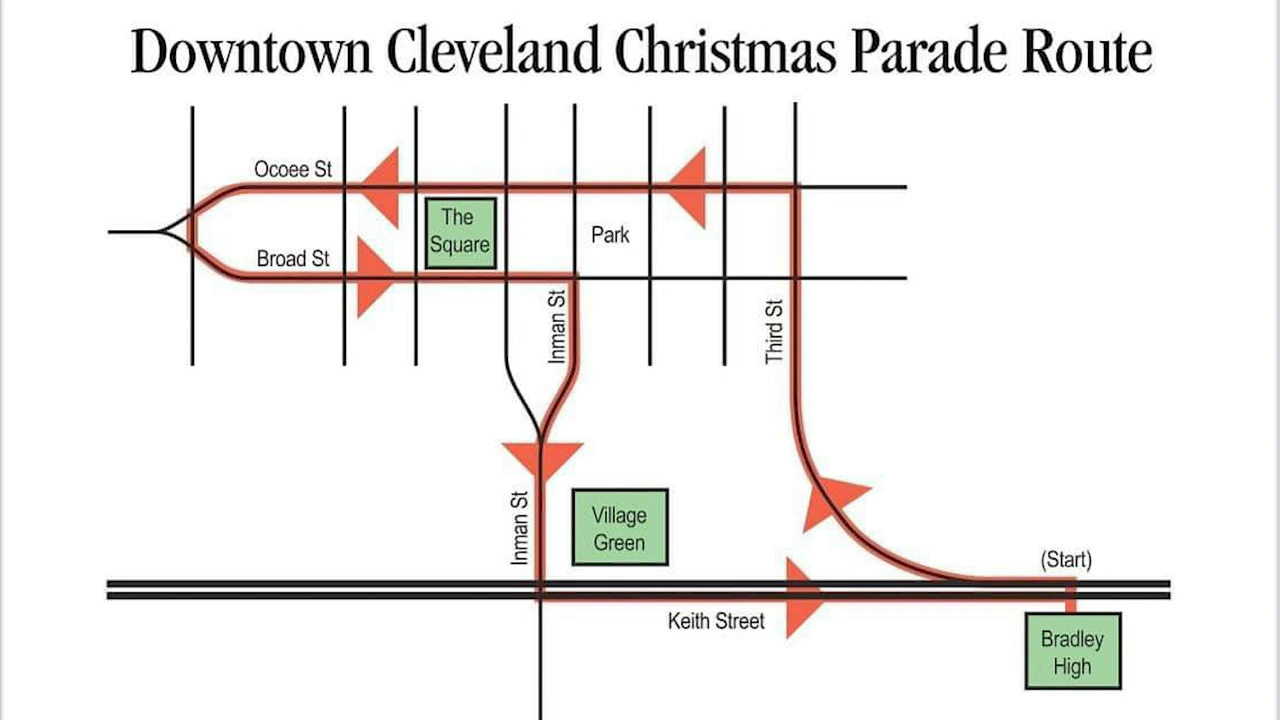 Downtown Cleveland Christmas Parade Route
Ocoee St
The
Square
Park
Broad St
Inman St
Third St
Inman St
Village
Green
(Start)
Keith Street
Bradley
High